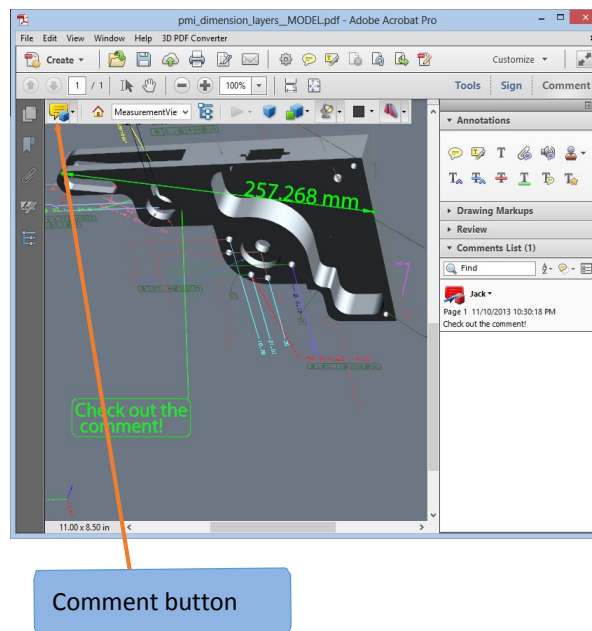 pmi_dimension_layers__MODEL.pdf - Adobe Acrobat Pro
File Edit View Window Help 3D PDF Converter
Create
Customize
1 / 1
100%
Tools Sign Comment
MeasurementVie
Annotations
257.268 mm
Drawing Markups
Review
Comments List (1)
Find
Jack
Page 1 11/10/2013 10:30:18 PM
Check out the comment!
Check out the
comment!
11.00 x 8.50 in
Comment button